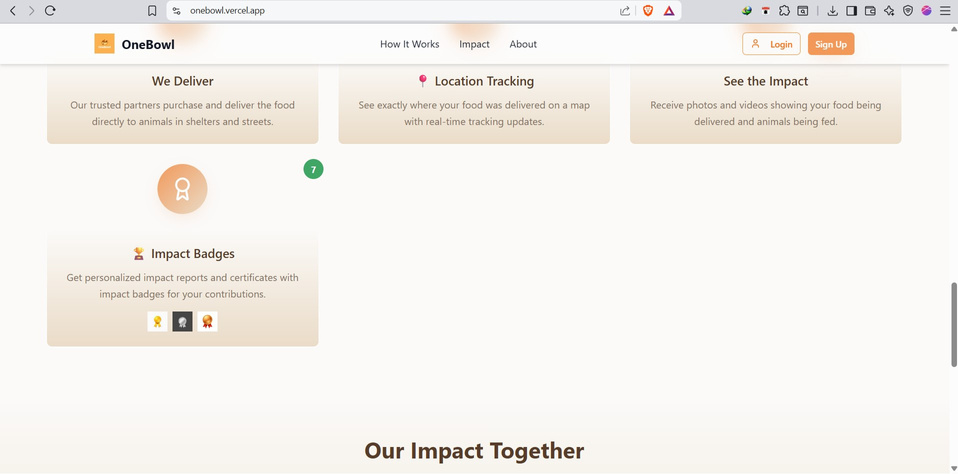 onebowl.vercel.app
OneBowl
How It Works
Impact
About
Login
Sign Up
We Deliver
Our trusted partners purchase and deliver the food
directly to animals in shelters and streets.
Location Tracking
See exactly where your food was delivered on a map
with real-time tracking updates.
See the Impact
Receive photos and videos showing your food being
delivered and animals being fed.
7
Impact Badges
Get personalized impact reports and certificates with
impact badges for your contributions.
Our Impact Together